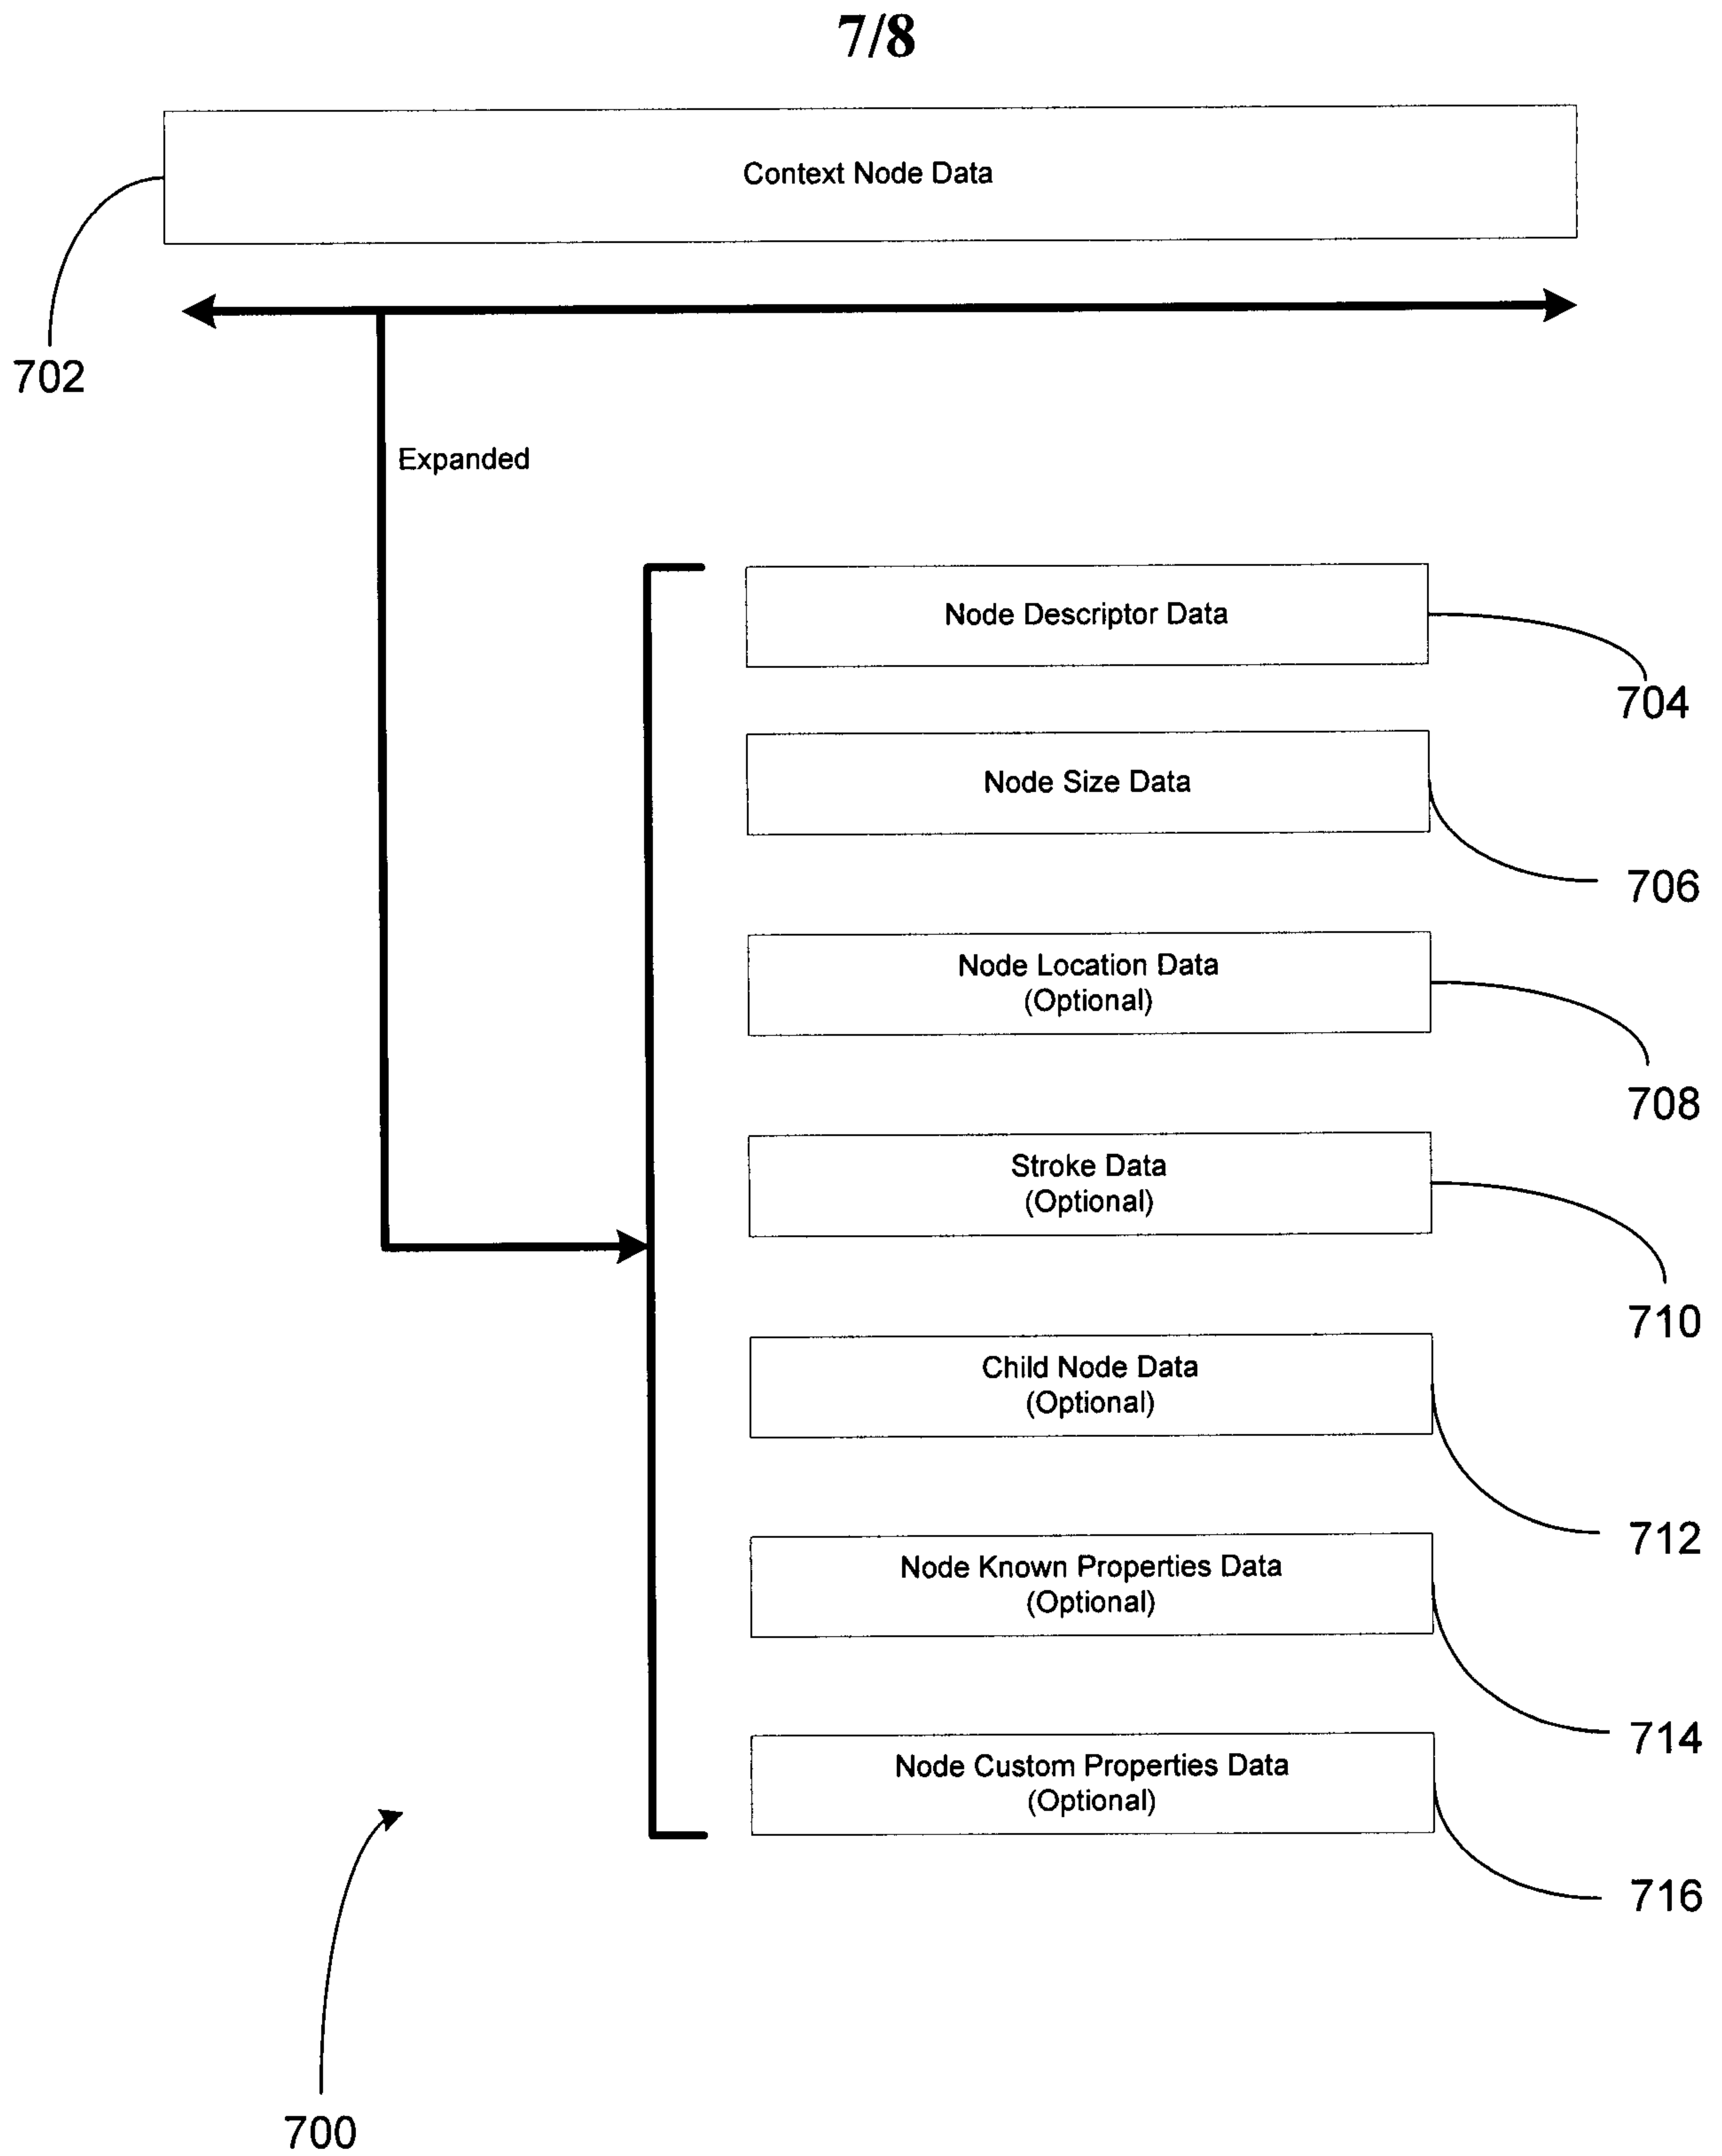 7/8
Context Node Data
702
Expanded
Node Descriptor Data
704
Node Size Data
706
Node Location Data
(Optional)
708
Stroke Data
(Optional)
710
Child Node Data
(Optional)
712
Node Known Properties Data
(Optional)
714
Node Custom Properties Data
(Optional)
716
700